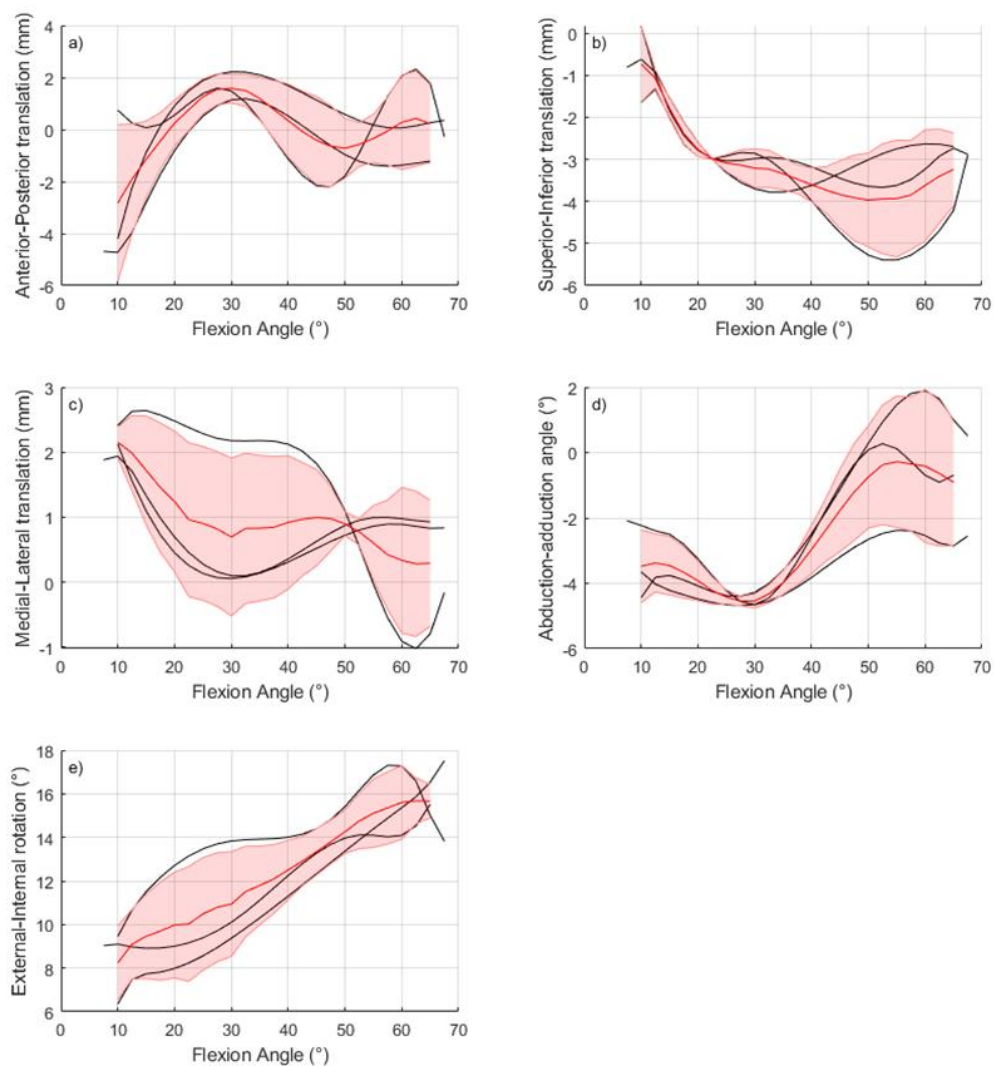 a)
Anterior-Posterior translation (mm)
4
2
0
-2
-4
-6
0 10 20 30 40 50 60 70
Flexion Angle (°)
b)
Superior-Inferior translation (mm)
0
-1
-2
-3
-4
-5
-6
0 10 20 30 40 50 60 70
Flexion Angle (°)
c)
Medial-Lateral translation (mm)
3
2
1
0
-1
0 10 20 30 40 50 60 70
Flexion Angle (°)
d)
Abduction-adduction angle (°)
2
0
-2
-4
-6
0 10 20 30 40 50 60 70
Flexion Angle (°)
e)
External-Internal rotation (°)
18
16
14
12
10
8
6
0 10 20 30 40 50 60 70
Flexion Angle (°)